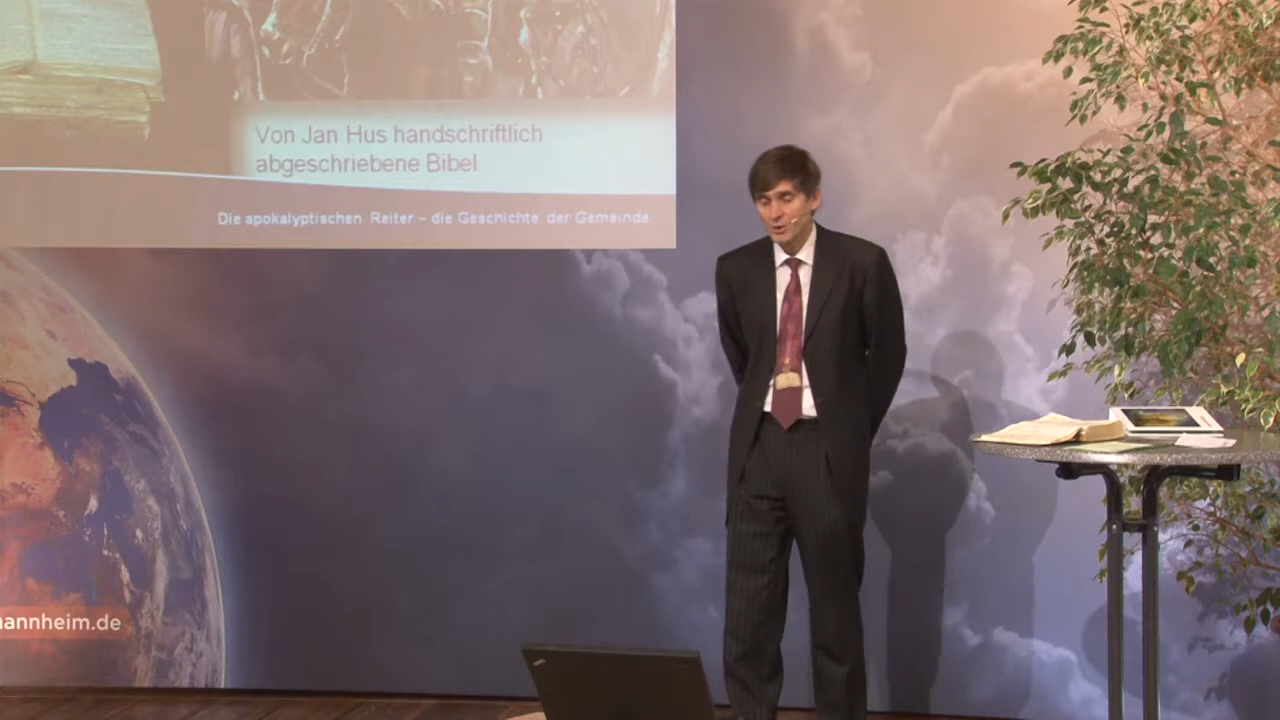 Von Jan Hus handschriftlich
abgeschriebene Bibel
Die apokalyptischen Reiter – die Geschichte der Gemeinde
annheim.de